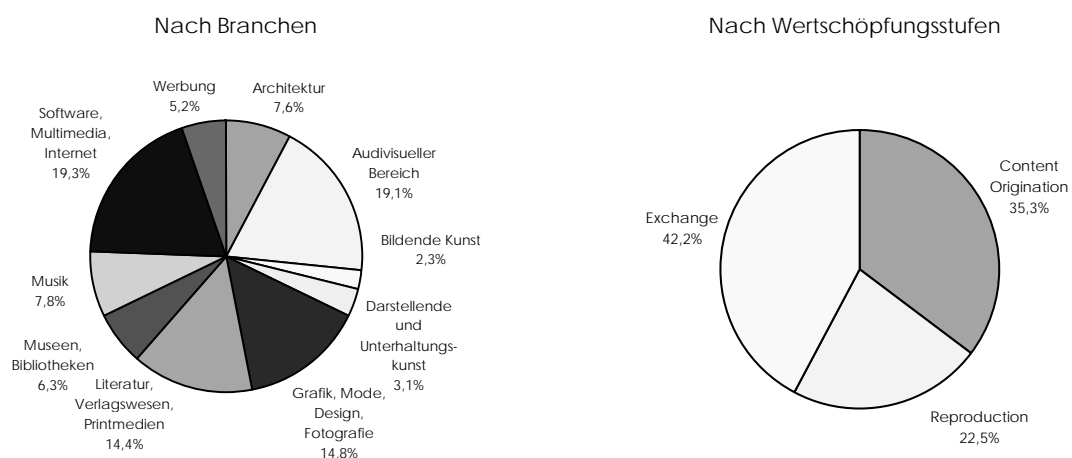 Nach Branchen
Werbung
5,2%
Architektur
7,6%
Software,
Multimedia,
Internet
19,3%
Audivisueller
Bereich
19,1%
Bildende Kunst
2,3%
Musik
7,8%
Darstellende
und
Unterhaltungs-
kunst
3,1%
Museen,
Bibliotheken
6,3%
Literatur,
Verlagswesen,
Printmedien
14,4%
Grafik, Mode,
Design,
Fotografie
14,8%
Nach Wertschöpfungsstufen
Content
Origination
35,3%
Exchange
42,2%
Reproduction
22,5%